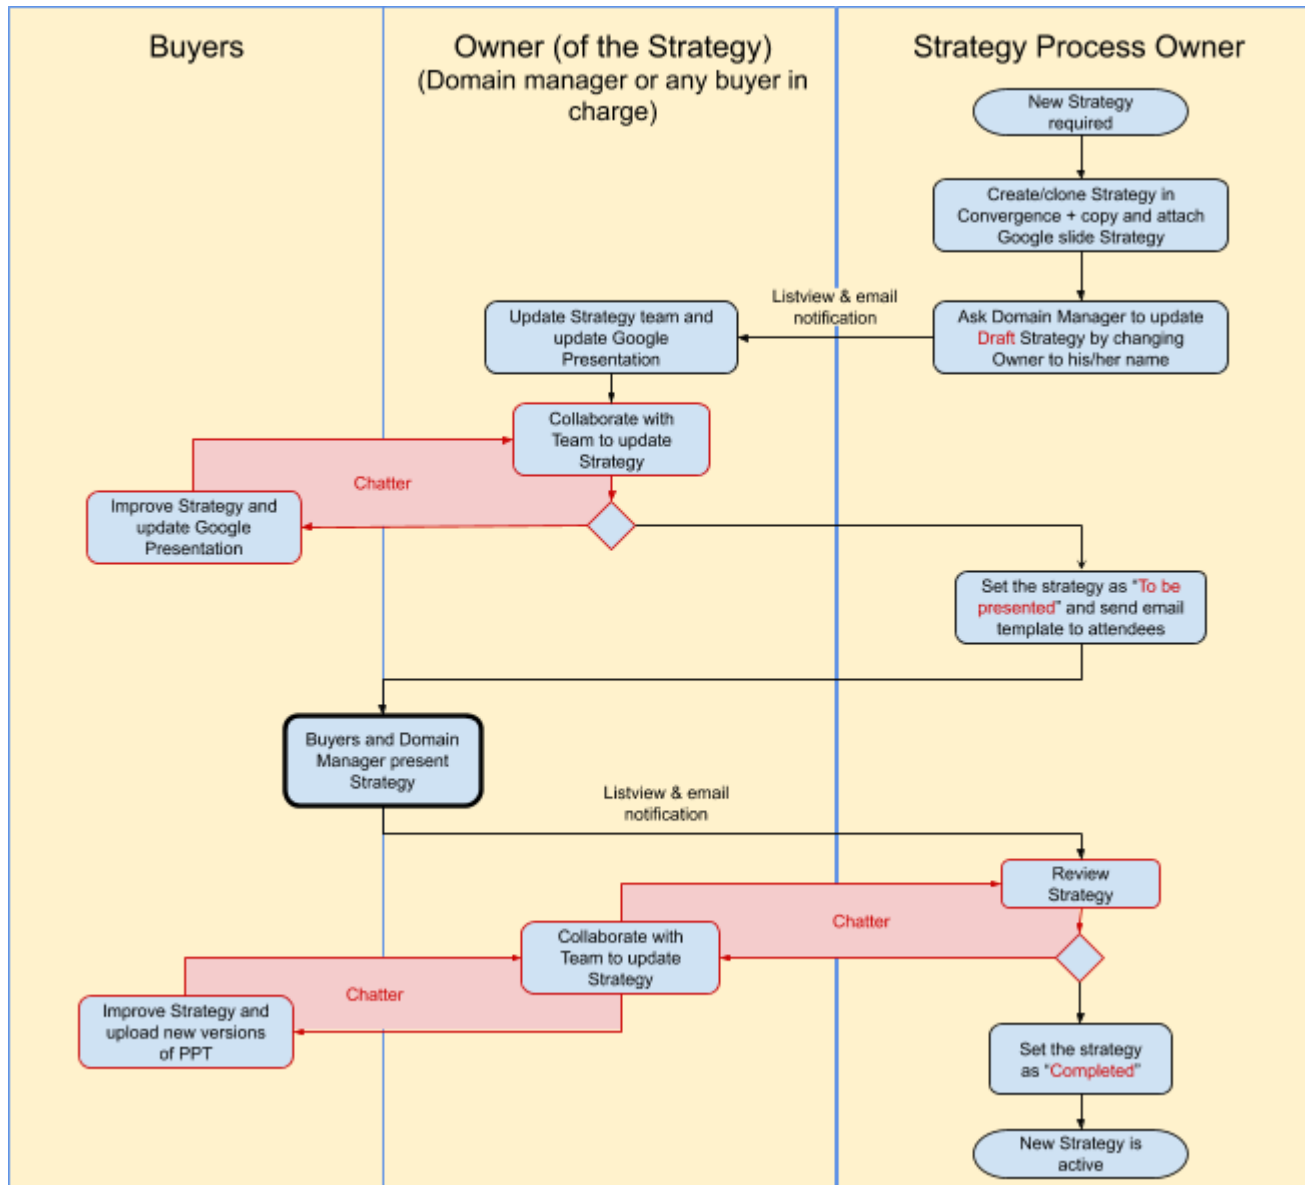 Buyers
Owner (of the Strategy)
(Domain manager or any buyer in
charge)
Strategy Process Owner
New Strategy
required
Create/clone Strategy in
Convergence + copy and attach
Google slide Strategy
Listview & email
notification
Ask Domain Manager to update
Draft Strategy by changing
Owner to his/her name
Update Strategy team and
update Google
Presentation
Collaborate with
Team to update
Strategy
Chatter
Improve Strategy and
update Google
Presentation
Set the strategy as “To be
presented” and send email
template to attendees
Buyers and Domain
Manager present
Strategy
Listview & email
notification
Review
Strategy
Chatter
Collaborate with
Team to update
Strategy
Chatter
Improve Strategy and
upload new versions
of PPT
Set the strategy
as “Completed”
New Strategy is
active